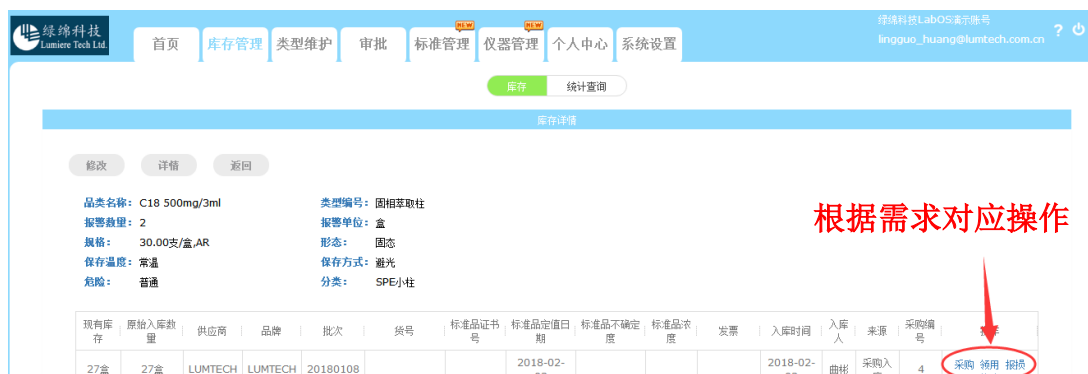 绿绵科技
Lumiere Tech Ltd.
首页
库存管理
类型维护
审批
NEW
标准管理
NEW
仪器管理
个人中心
系统设置
绿绵科技LabOS演示账号
lingguo_huang@lumtech.com.cn
?
库存
统计查询
库存详情
修改
详情
返回
品类名称: C18 500mg/3ml
类型编号: 固相萃取柱
报警数里: 2
报警单位: 盒
规格: 30.00支/盒,AR
形态: 固态
保存温度: 常温
保存方式: 避光
危险: 普通
分类: SPE小柱
根据需求对应操作
现有库存
原始入库数量
供应商
品牌
批次
货号
标准品证书号
标准品定值日期
标准品不确定度
标准品浓度
发票
入库时间
入库人
来源
采购编号
27盒
27盒
LUMTECH
LUMTECH
20180108
2018-02-
2018-02-
曲彬
采购入
4
采购 领用 报损